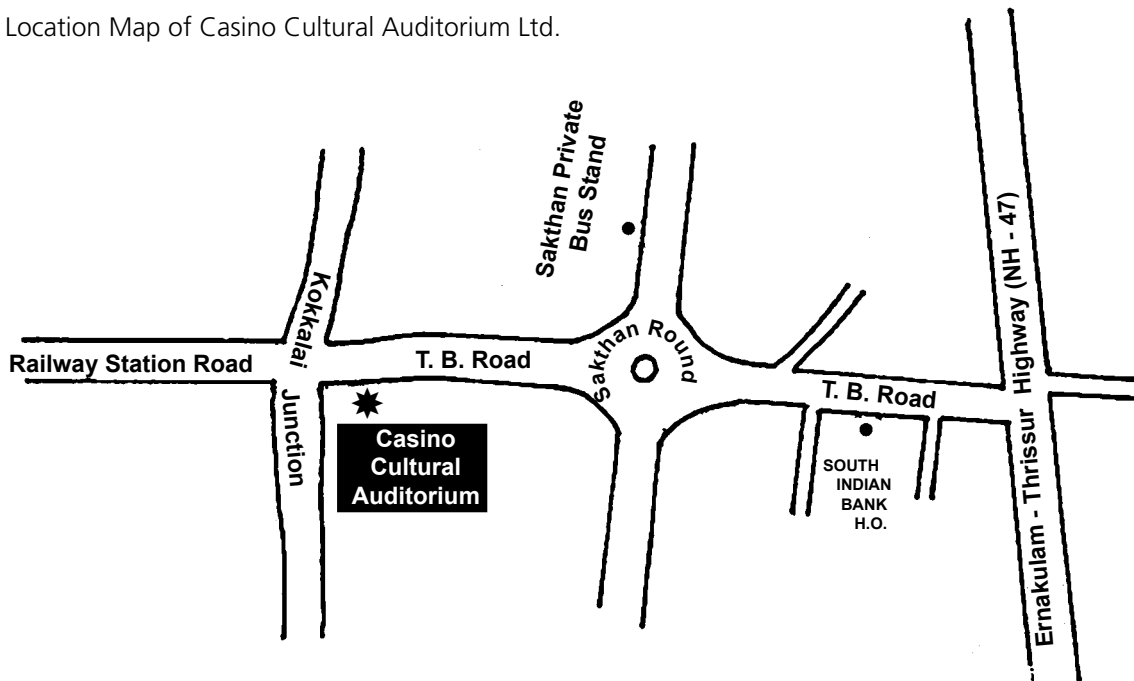 Location Map of Casino Cultural Auditorium Ltd.
Sakthan Private
Bus Stand
Kokkalai
Junction
Railway Station Road
T. B. Road
Sakthan Round
T. B. Road
Casino
Cultural
Auditorium
SOUTH
INDIAN
BANK
H.O.
Ernakulam - Thrissur Highway (NH - 47)